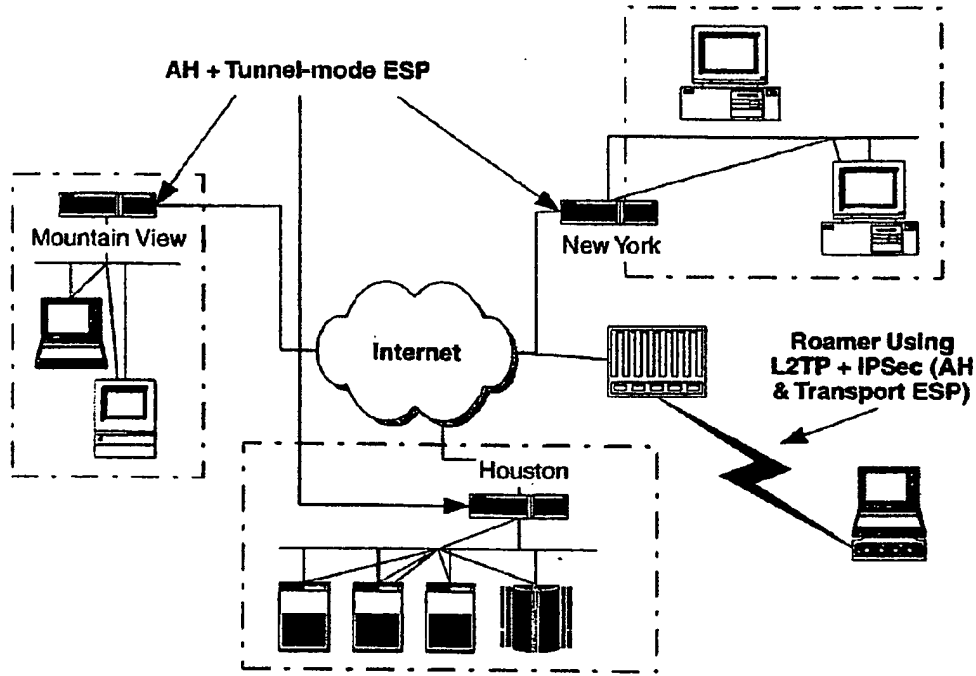 AH + Tunnel-mode ESP
Mountain View
New York
Internet
Roamer Using
L2TP + IPSec (AH
& Transport ESP)
Houston